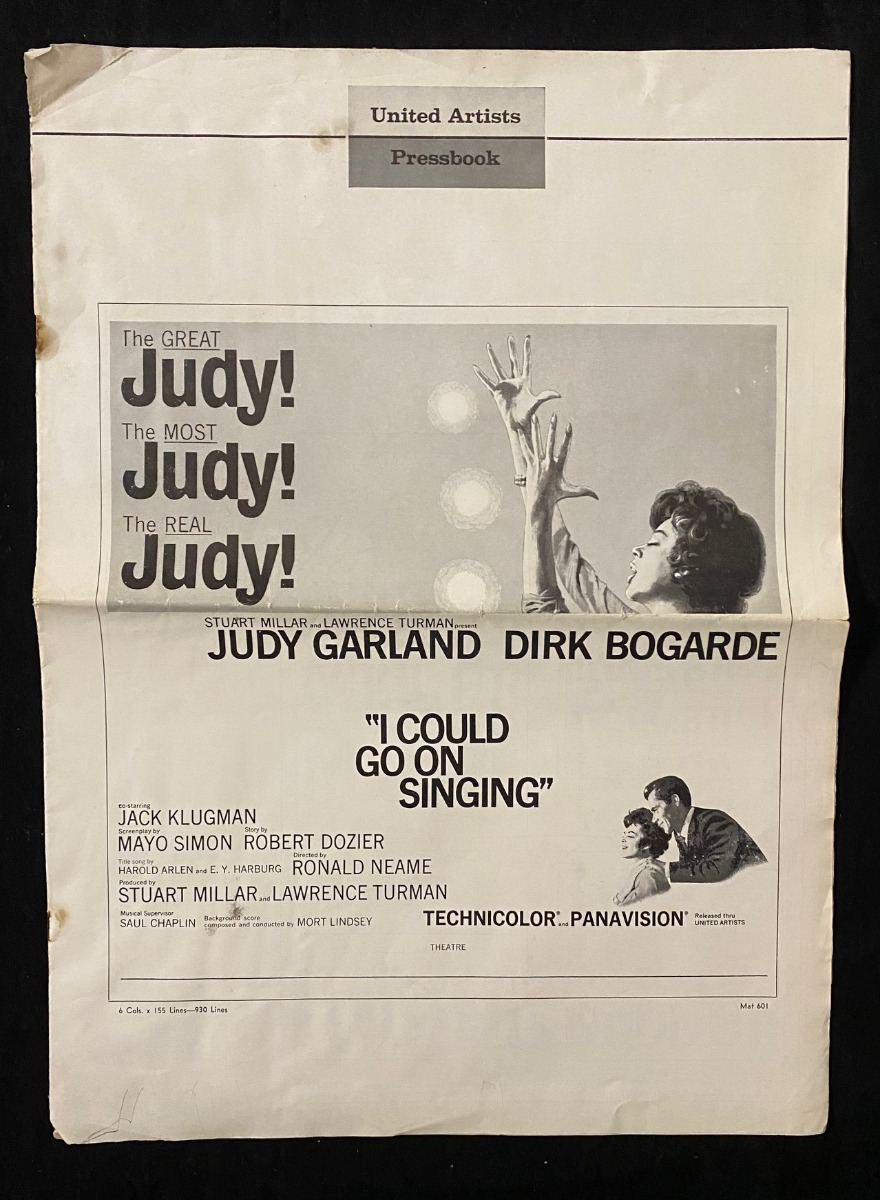 United Artists
Pressbook
The GREAT
Judy!
The MOST
Judy!
The REAL
Judy!
STUART MILLAR and LAWRENCE TURMAN present
JUDY GARLAND DIRK BOGARDE
"I COULD
GO ON
SINGING"
co-starring
JACK KLUGMAN
Screenplay by Story by
MAYO SIMON ROBERT DOZIER
Title song by Directed by
HAROLD ARLEN and E. Y. HARBURG RONALD NEAME
Produced by
STUART MILLAR and LAWRENCE TURMAN
Musical Supervisor
SAUL CHAPLIN
Background score
composed and conducted by MORT LINDSEY
TECHNICOLOR® and PANAVISION®
Released thru
UNITED ARTISTS
THEATRE
6 Cols. x 155 Lines—930 Lines
Mat 601